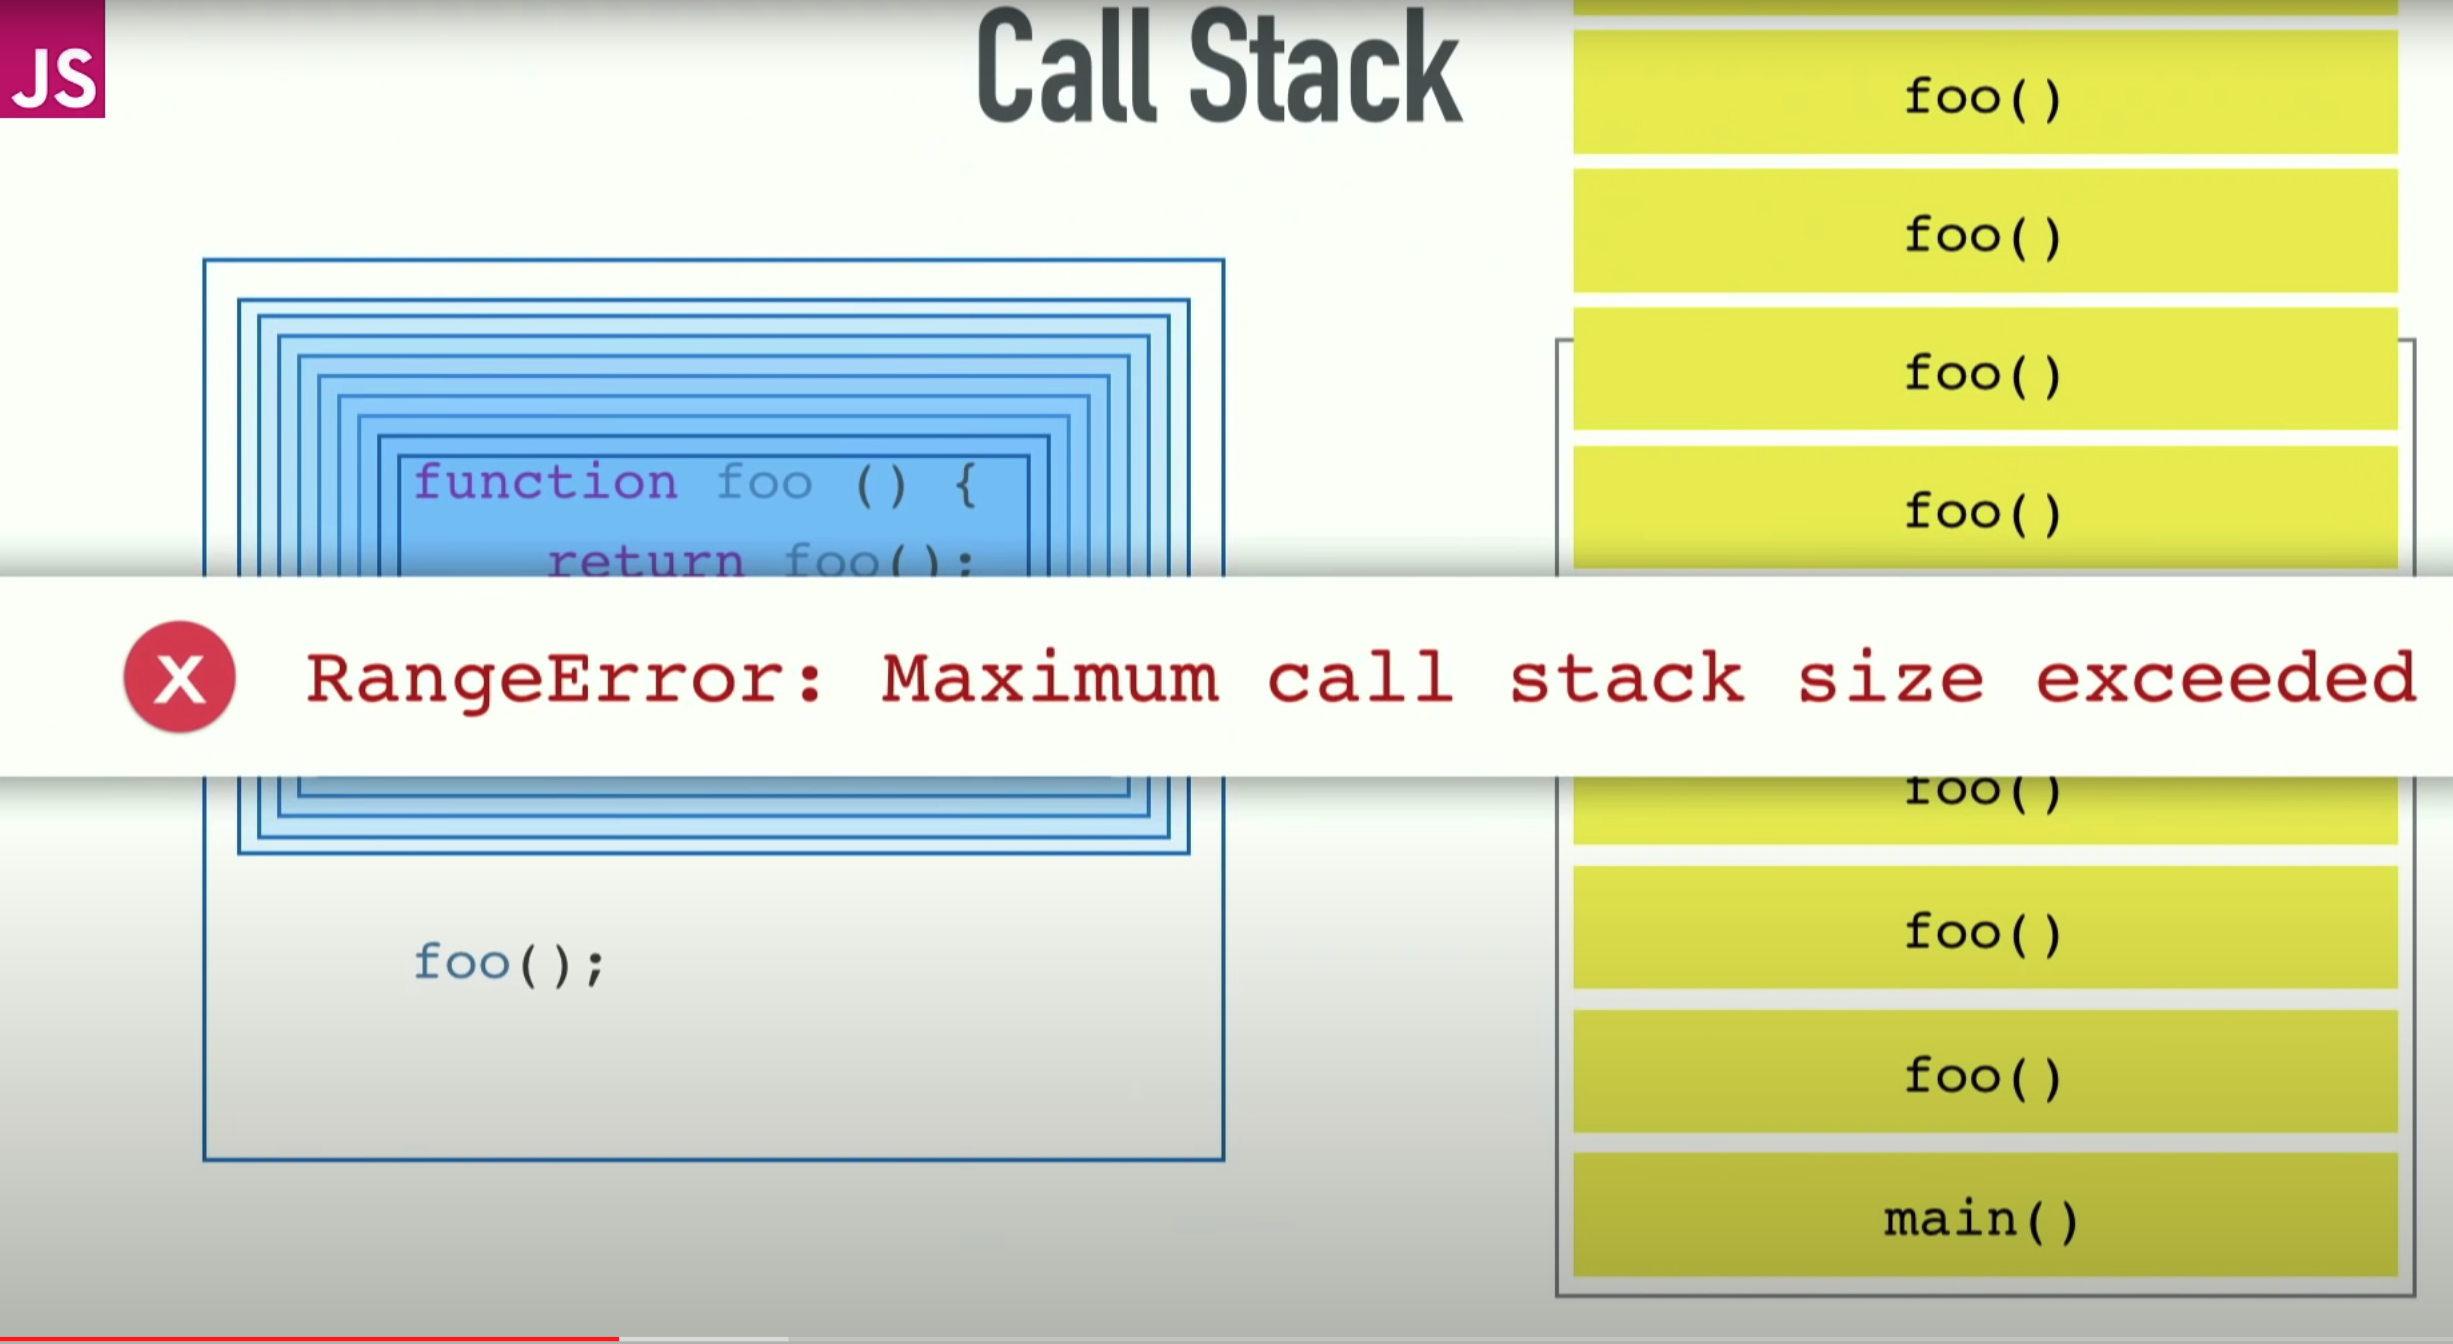 JS
Call Stack
function foo () {
return foo();
foo();
foo()
foo()
foo()
foo()
RangeError: Maximum call stack size exceeded
foo()
foo()
foo()
main()